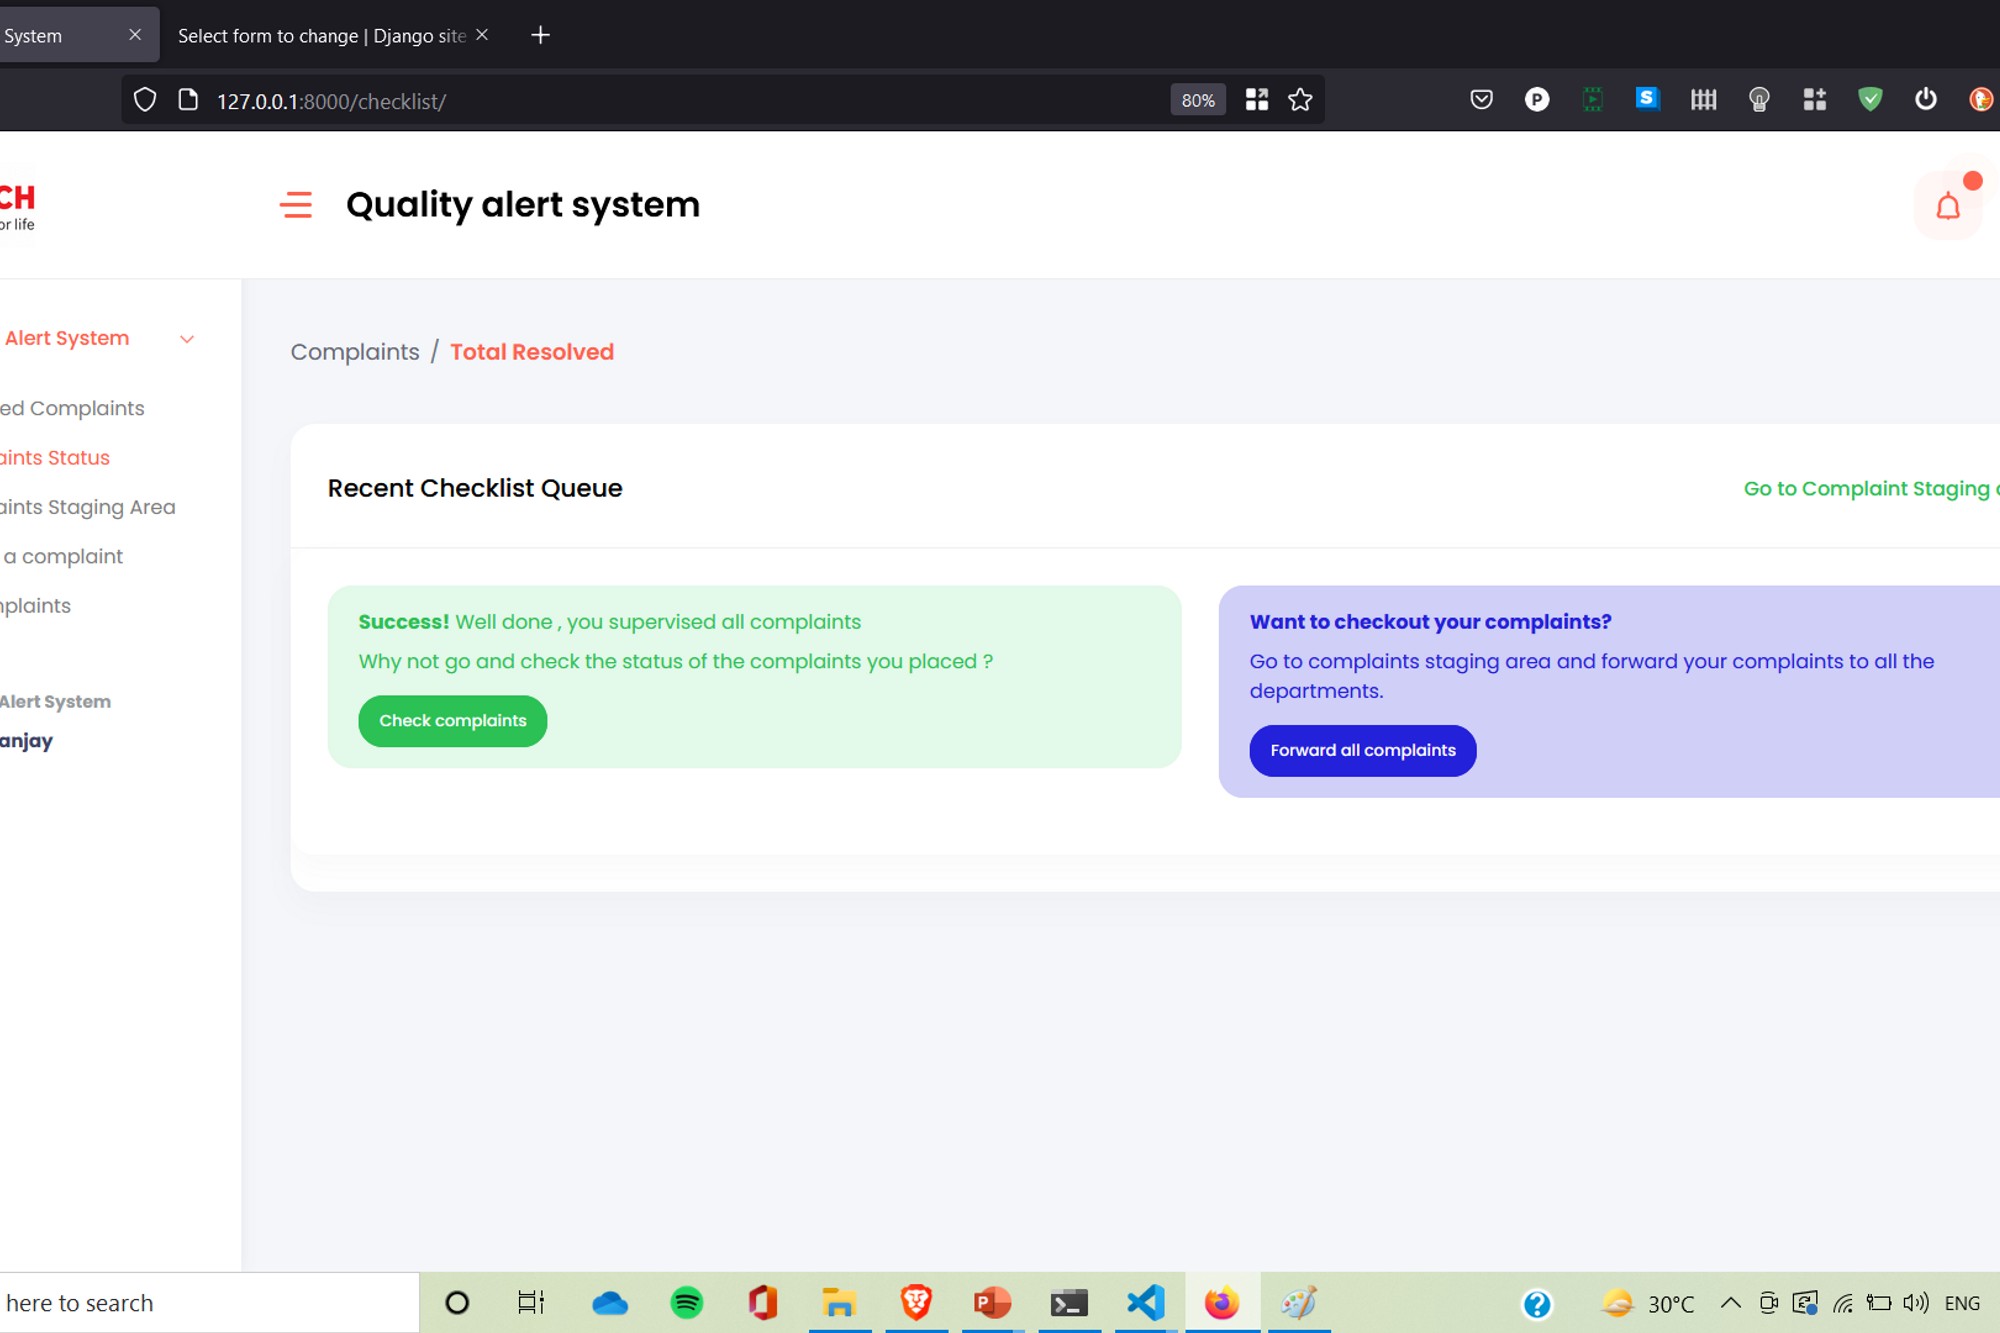 System
Select form to change | Django site
127.0.0.1:8000/checklist/
80%
CH
or life
Quality alert system
Alert System
ed Complaints
aints Status
aints Staging Area
a complaint
nplaints
Alert System
anjay
Complaints / Total Resolved
Recent Checklist Queue
Go to Complaint Staging
Success! Well done , you supervised all complaints
Why not go and check the status of the complaints you placed ?
Check complaints
Want to checkout your complaints?
Go to complaints staging area and forward your complaints to all the
departments.
Forward all complaints
here to search
30°C
ENG